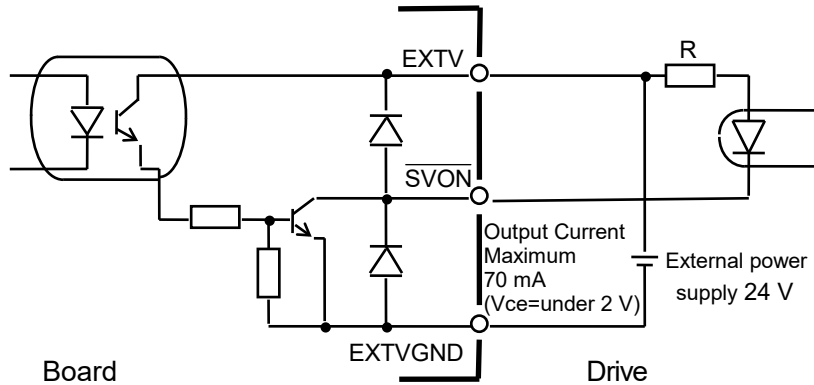 EXTV
R
SVON
Output Current
Maximum
70 mA
(Vce=under 2 V)
External power
supply 24 V
EXTVGND
Board
Drive